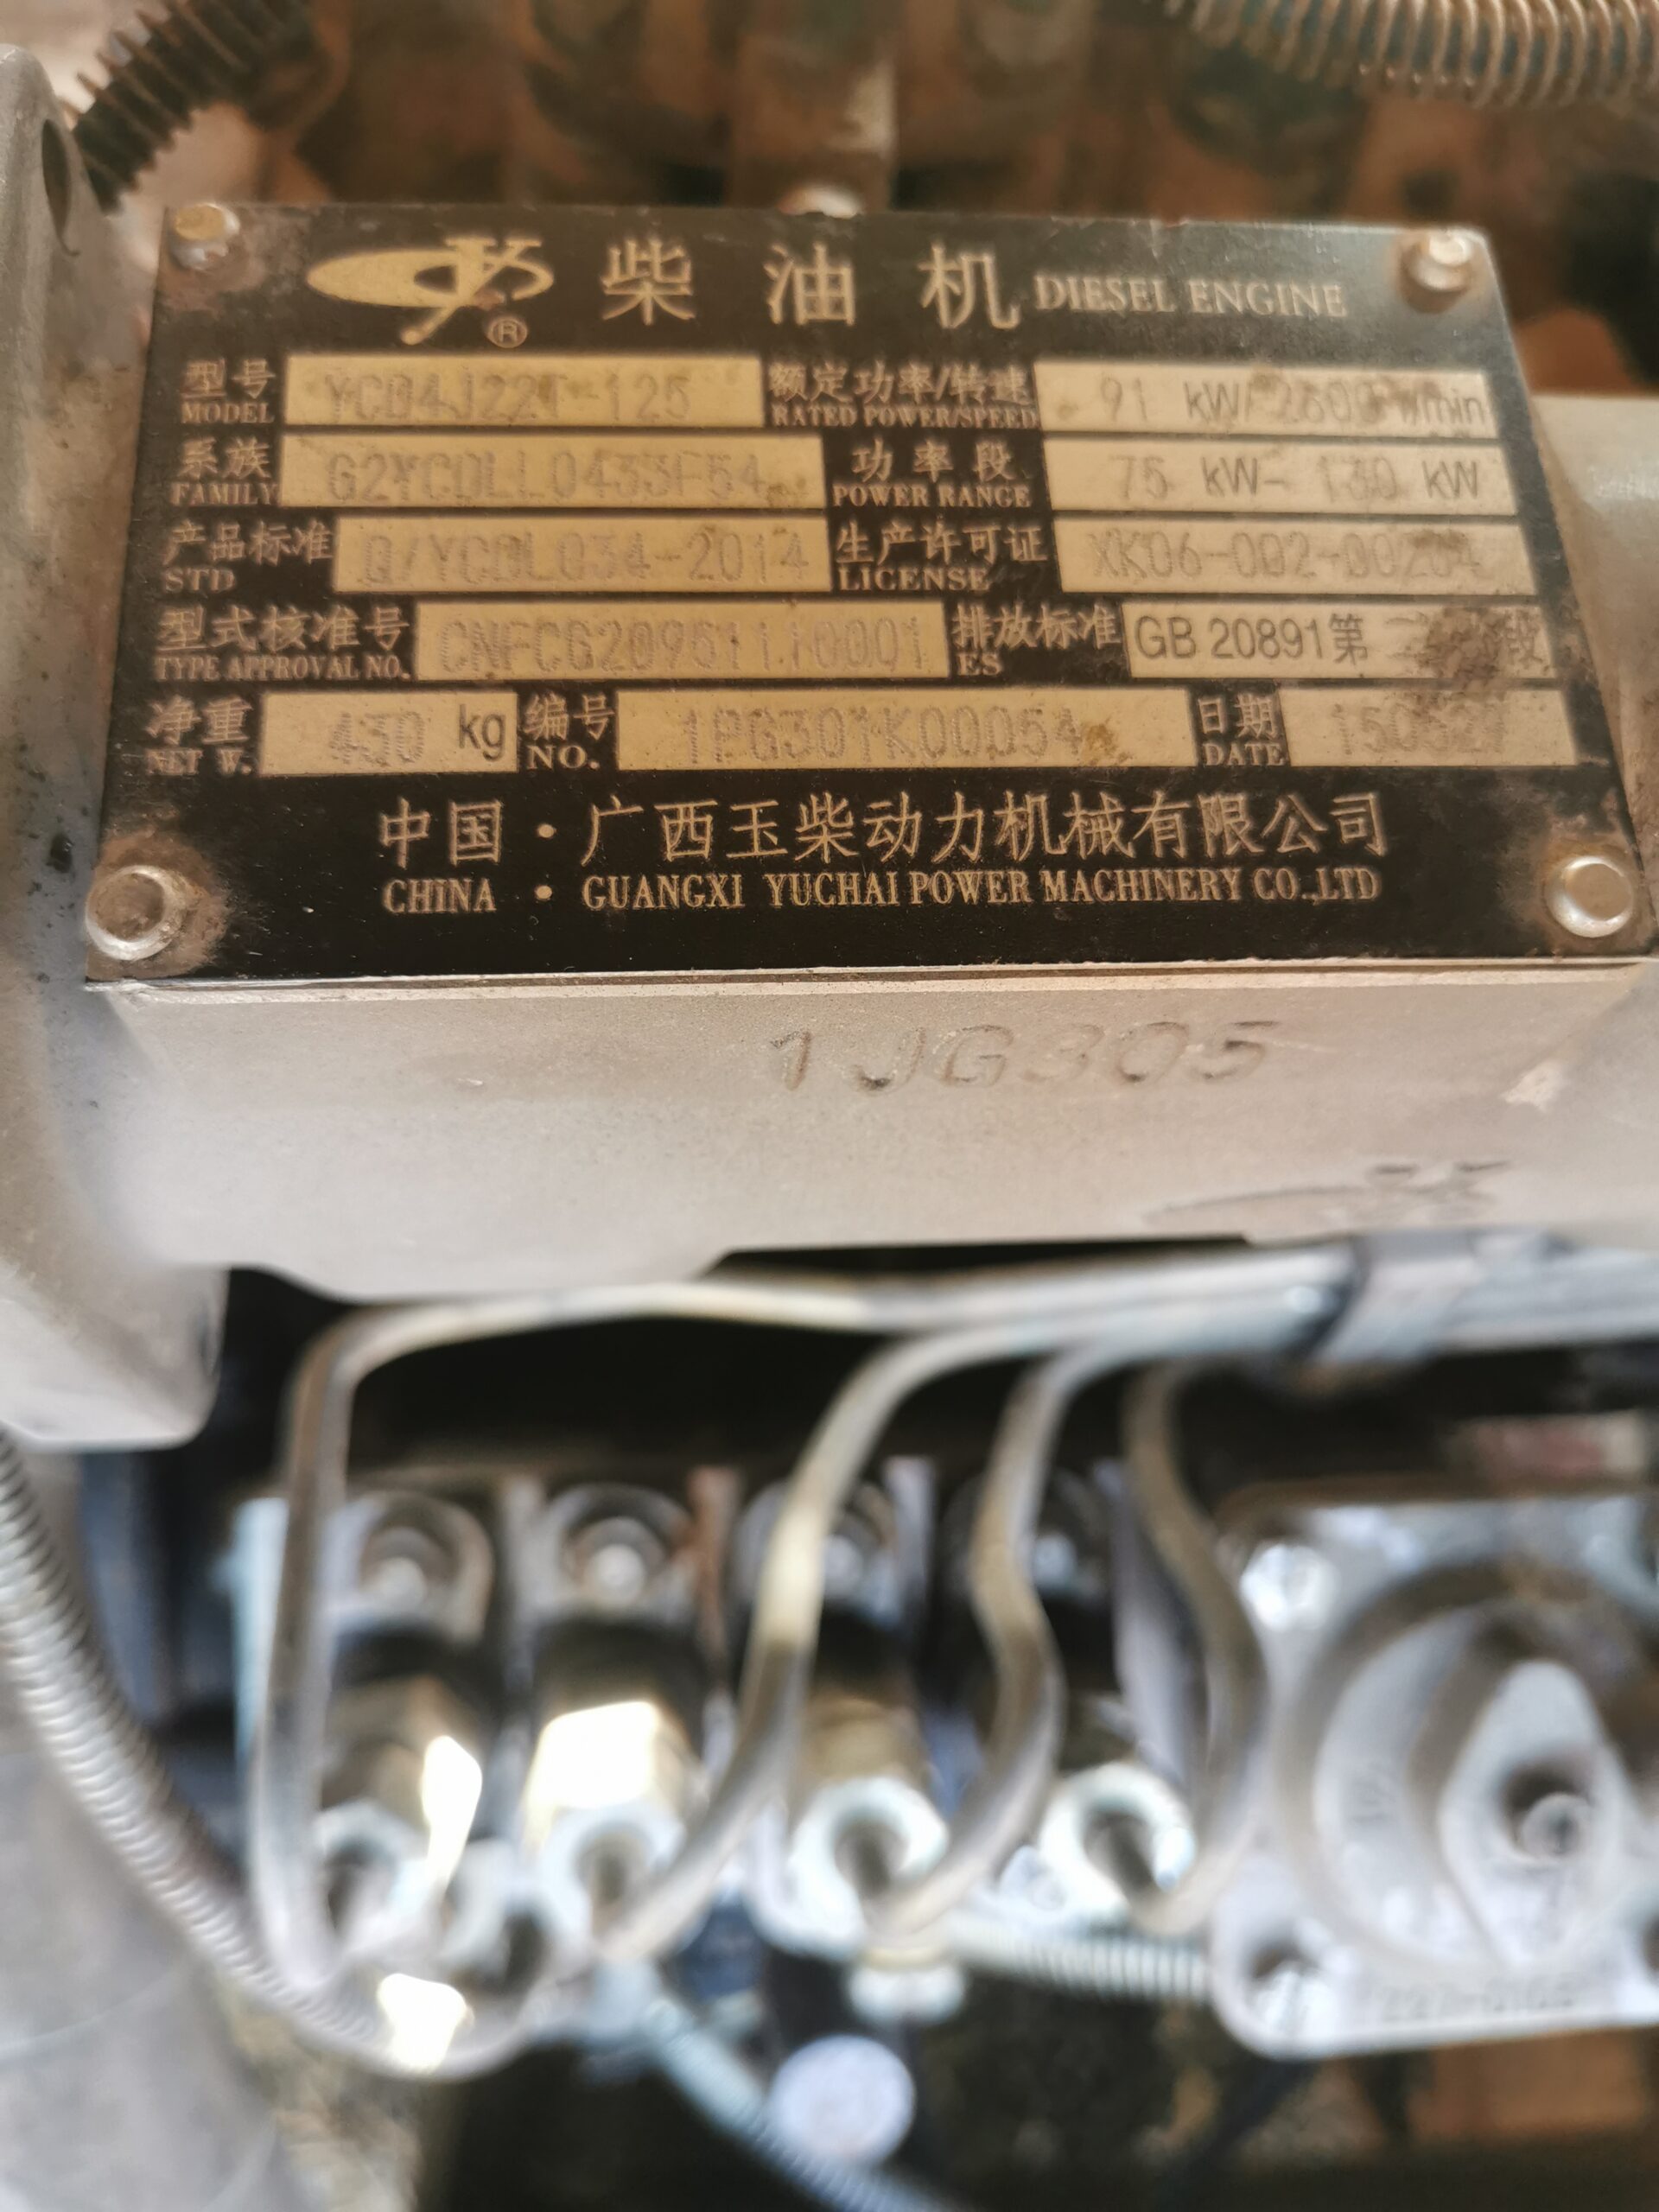 柴油机 DIESEL ENGINE
®
型号 YCD4J22T-125 额定功率/转速 91 kW/ r/min
MODEL RATED POWER/SPEED
系族 G2YCDLL0433F54 功率段 75 kW- 130 kW
FAMILY POWER RANGE
产品标准 Q/YCDL034-2014 生产许可证 XK06-002-00204
STD LICENSE
型式核准号 排放标准 GB 20891第二 段
TYPE APPROVAL NO. ES
净重 430 kg 编号 1PG301K00054 日期
NET W. NO. DATE
中国·广西玉柴动力机械有限公司
CHINA · GUANGXI YUCHAI POWER MACHINERY CO.,LTD
1JG305